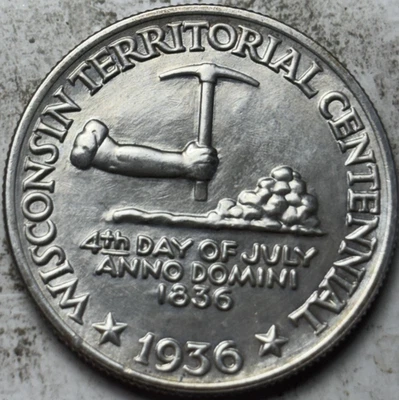 WISCONSIN TERRITORIAL CENTENNIAL
4th DAY OF JULY
ANNO DOMINI
1836
★ 1936 ★